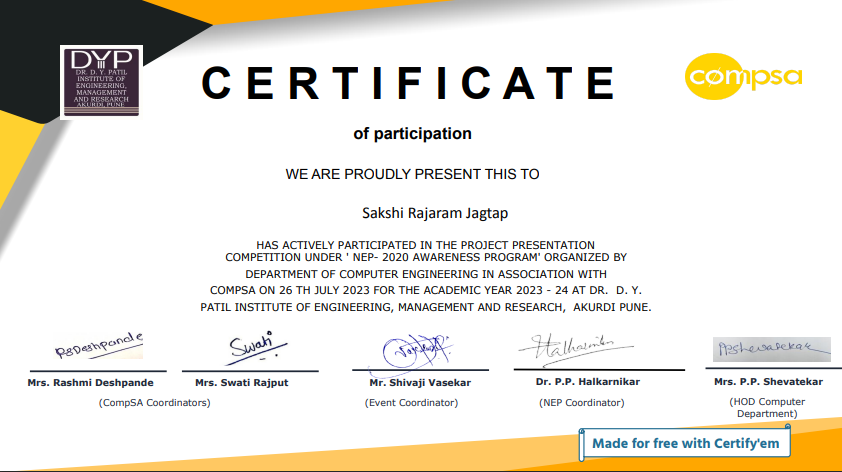 DYP
DR. D. Y. PATIL
INSTITUTE OF
ENGINEERING,
MANAGEMENT
AND RESEARCH
AKURDI, PUNE
compsa
CERTIFICATE
of participation
WE ARE PROUDLY PRESENT THIS TO
Sakshi Rajaram Jagtap
HAS ACTIVELY PARTICIPATED IN THE PROJECT PRESENTATION
COMPETITION UNDER ' NEP- 2020 AWARENESS PROGRAM' ORGANIZED BY
DEPARTMENT OF COMPUTER ENGINEERING IN ASSOCIATION WITH
COMPSA ON 26 TH JULY 2023 FOR THE ACADEMIC YEAR 2023 - 24 AT DR. D. Y.
PATIL INSTITUTE OF ENGINEERING, MANAGEMENT AND RESEARCH, AKURDI PUNE.
RsDeshpande Swati Halharnikar AShevatekar
Mrs. Rashmi Deshpande Mrs. Swati Rajput Mr. Shivaji Vasekar Dr. P.P. Halkarnikar Mrs. P.P. Shevatekar
(CompSA Coordinators) (Event Coordinator) (NEP Coordinator) (HOD Computer
Department)
Made for free with Certify'em